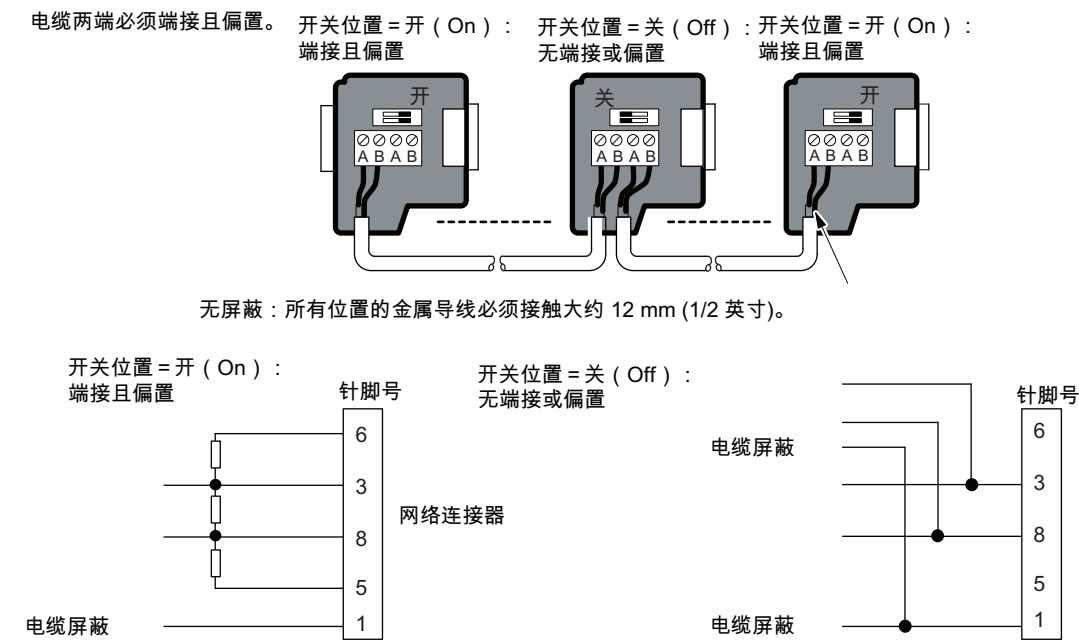 电缆两端必须端接且偏置。
开关位置 = 开（On）：
端接且偏置
开关位置 = 关（Off）：
无端接或偏置
开关位置 = 开（On）：
端接且偏置
开
A B A B
关
A B A B
开
A B A B
无屏蔽：所有位置的金属导线必须接触大约 12 mm (1/2 英寸)。
开关位置 = 开（On）：
端接且偏置
针脚号
6
3
8
5
1
网络连接器
电缆屏蔽
开关位置 = 关（Off）：
无端接或偏置
针脚号
电缆屏蔽
6
3
8
5
1
电缆屏蔽